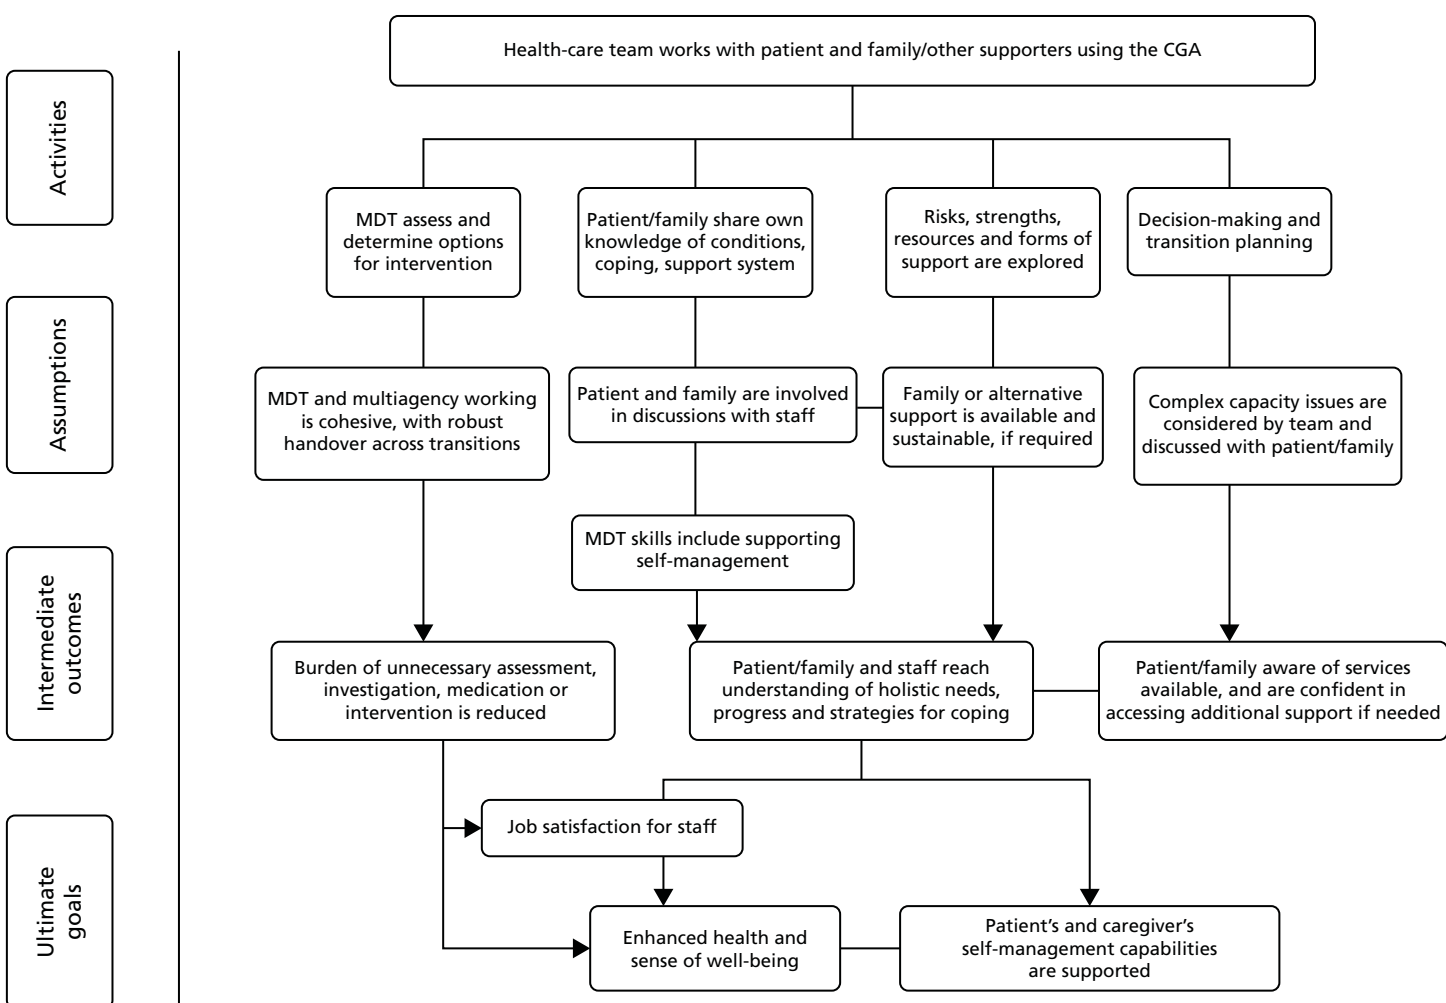 Health-care team works with patient and family/other supporters using the CGA
Activities
MDT assess and
determine options
for intervention
Patient/family share own
knowledge of conditions,
coping, support system
Risks, strengths,
resources and forms of
support are explored
Decision-making and
transition planning
Assumptions
MDT and multiagency working
is cohesive, with robust
handover across transitions
Patient and family are involved
in discussions with staff
Family or alternative
support is available and
sustainable, if required
Complex capacity issues are
considered by team and
discussed with patient/family
MDT skills include supporting
self-management
Intermediate
outcomes
Burden of unnecessary assessment,
investigation, medication or
intervention is reduced
Patient/family and staff reach
understanding of holistic needs,
progress and strategies for coping
Patient/family aware of services
available, and are confident in
accessing additional support if needed
Ultimate
goals
Job satisfaction for staff
Enhanced health and
sense of well-being
Patient’s and caregiver’s
self-management capabilities
are supported